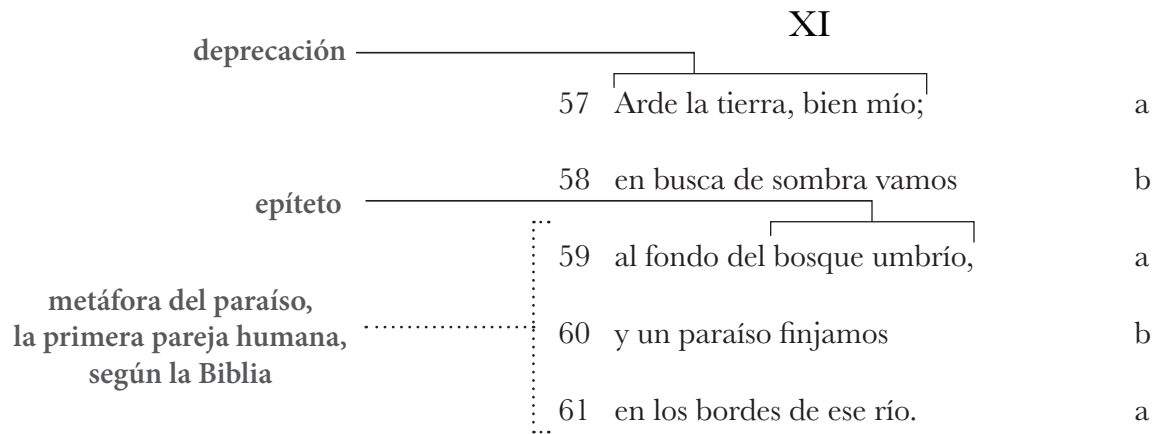 XI
deprecación
57 Arde la tierra, bien mío; a
58 en busca de sombra vamos b
epíteto
59 al fondo del bosque umbrío, a
metáfora del paraíso,
la primera pareja humana,
según la Biblia
60 y un paraíso finjamos b
61 en los bordes de ese río. a